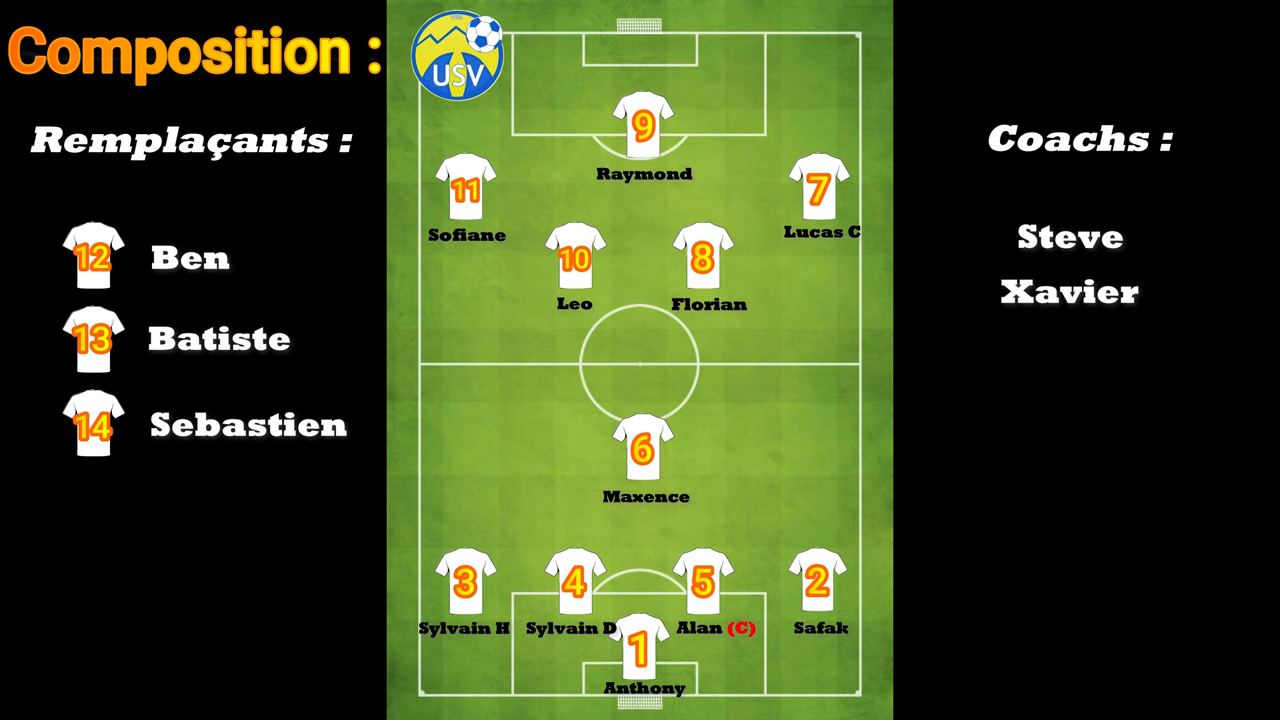 Composition :
Remplaçants :
12 Ben
13 Batiste
14 Sebastien
USV
9
Raymond
11
Sofiane
7
Lucas C
10
Leo
8
Florian
6
Maxence
3
Sylvain H
4
Sylvain D
5
Alan (C)
2
Safak
1
Anthony
Coachs :
Steve
Xavier